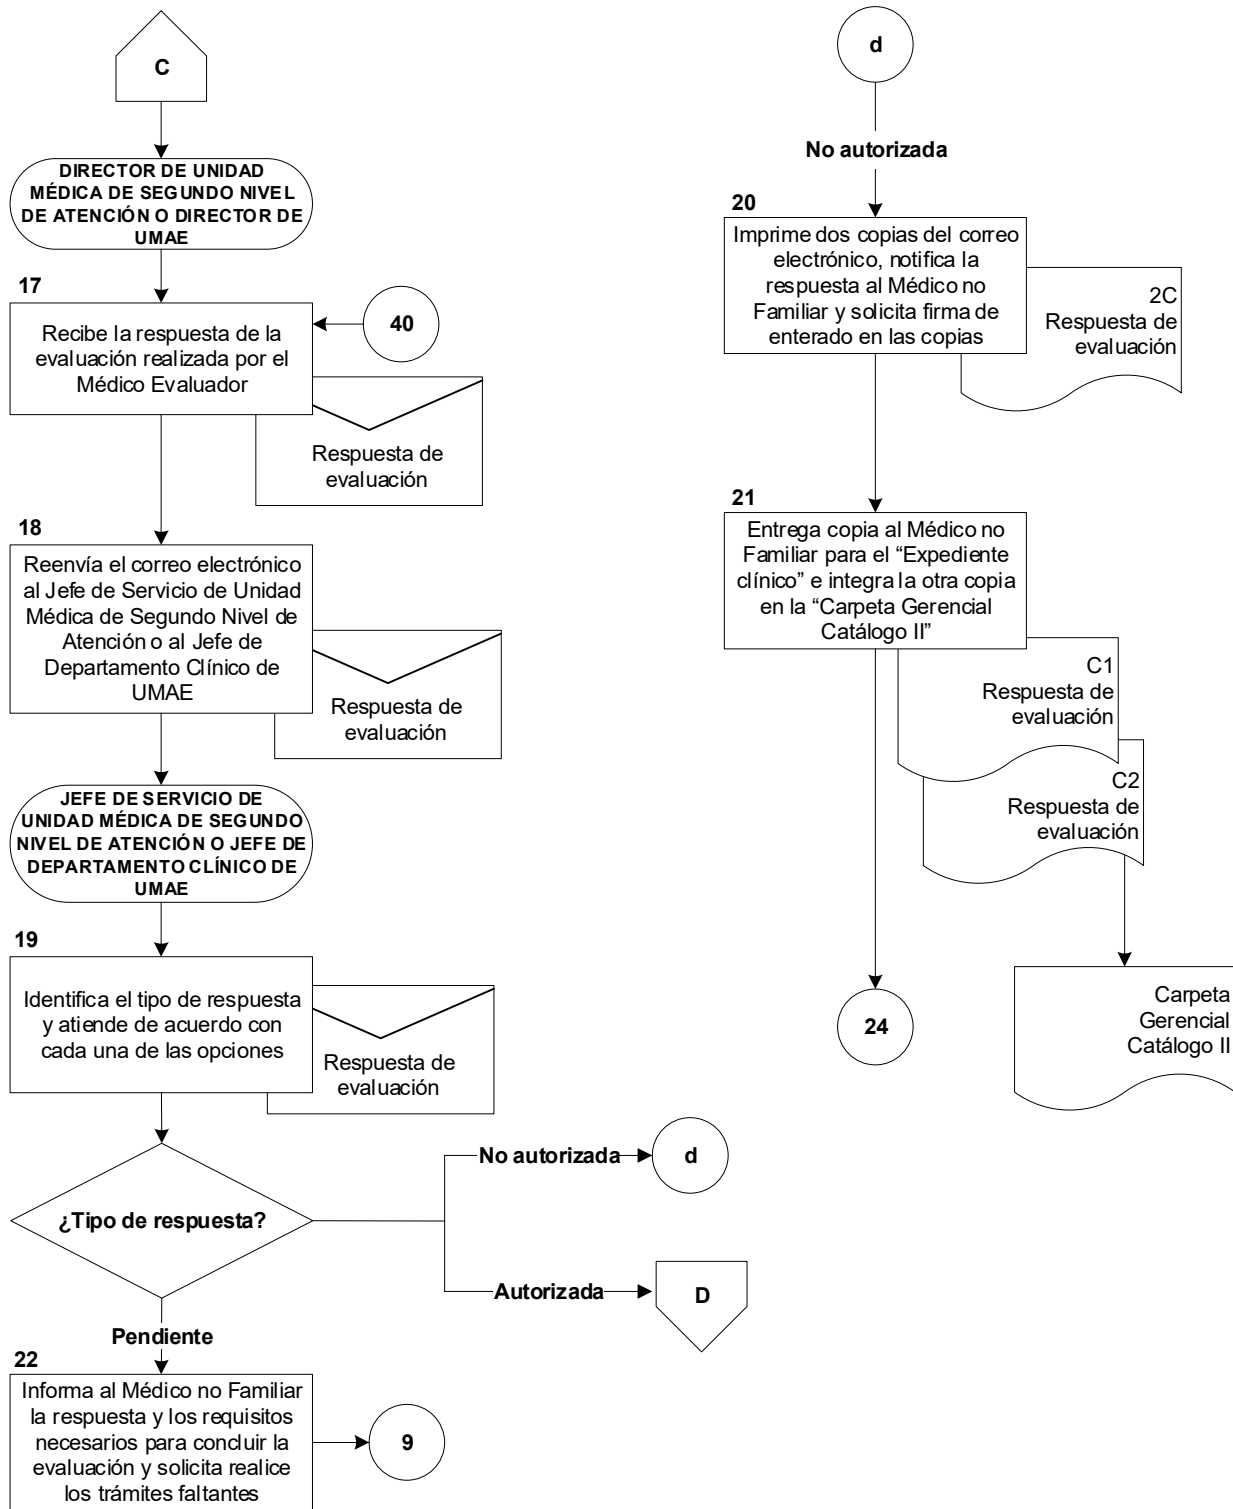 C
DIRECTOR DE UNIDAD
MÉDICA DE SEGUNDO NIVEL
DE ATENCIÓN O DIRECTOR DE
UMAE
17
Recibe la respuesta de la
evaluación realizada por el
Médico Evaluador
40
Respuesta de
evaluación
18
Reenvía el correo electrónico
al Jefe de Servicio de Unidad
Médica de Segundo Nivel de
Atención o al Jefe de
Departamento Clínico de
UMAE
Respuesta de
evaluación
JEFE DE SERVICIO DE
UNIDAD MÉDICA DE SEGUNDO
NIVEL DE ATENCIÓN O JEFE DE
DEPARTAMENTO CLÍNICO DE
UMAE
19
Identifica el tipo de respuesta
y atiende de acuerdo con
cada una de las opciones
Respuesta de
evaluación
¿Tipo de respuesta?
No autorizada
d
Autorizada
D
Pendiente
22
Informa al Médico no Familiar
la respuesta y los requisitos
necesarios para concluir la
evaluación y solicita realice
los trámites faltantes
9
d
No autorizada
20
Imprime dos copias del correo
electrónico, notifica la
respuesta al Médico no
Familiar y solicita firma de
enterado en las copias
2C
Respuesta de
evaluación
21
Entrega copia al Médico no
Familiar para el “Expediente
clínico” e integra la otra copia
en la “Carpeta Gerencial
Catálogo II”
C1
Respuesta de
evaluación
C2
Respuesta de
evaluación
24
Carpeta
Gerencial
Catálogo II